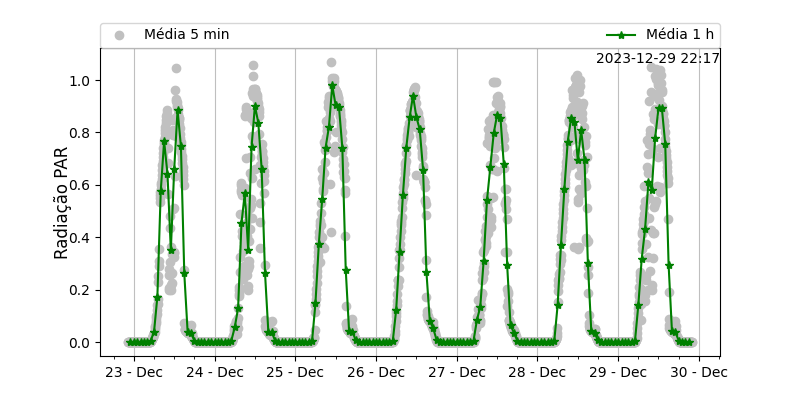 Média 5 min
Média 1 h
2023-12-29 22:17
Radiação PAR
1.0
0.8
0.6
0.4
0.2
0.0
23 - Dec
24 - Dec
25 - Dec
26 - Dec
27 - Dec
28 - Dec
29 - Dec
30 - Dec